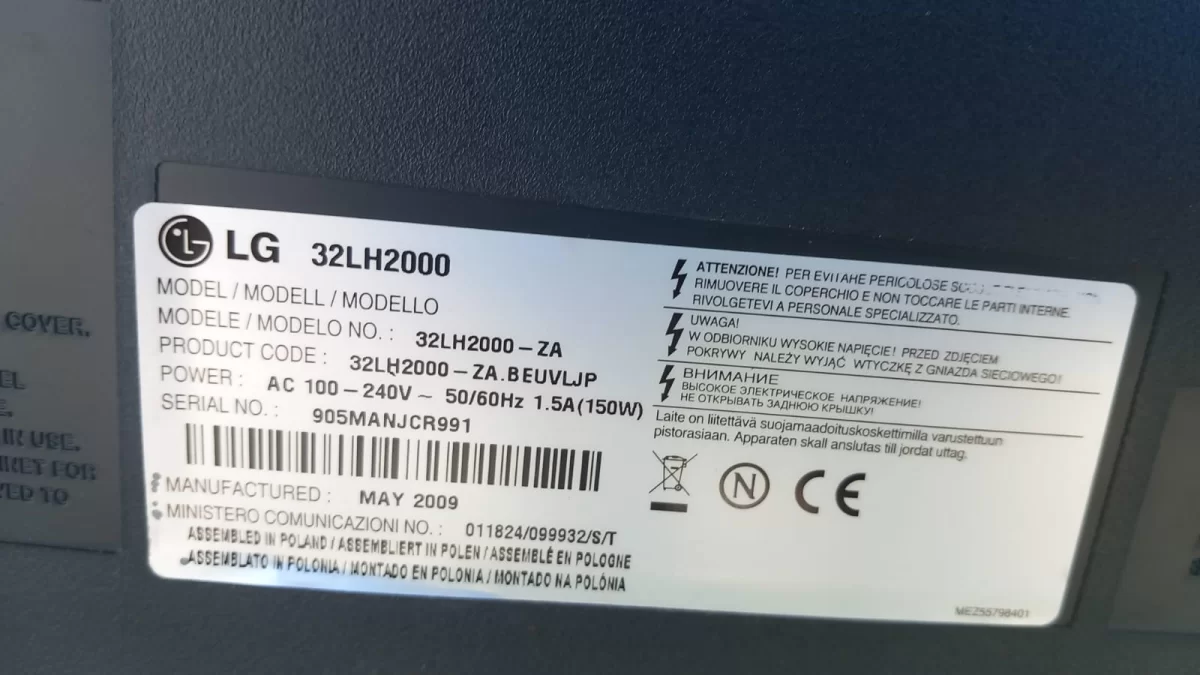 COVER.
EL
E,
IN USE.
KET FOR
YED TO
LG 32LH2000
MODEL / MODELL / MODELLO
MODELE / MODELO NO. : 32LH2000-ZA
PRODUCT CODE : 32LH2000-ZA.BEUVLJP
POWER : AC 100-240V ~ 50/60Hz 1.5A(150W)
SERIAL NO. : 905MANJCR991
MANUFACTURED : MAY 2009
MINISTERO COMUNICAZIONI NO. : 011824/099932/S/T
ASSEMBLED IN POLAND / ASSEMBLIERT IN POLEN / ASSEMBLÉ EN POLOGNE
ASSEMBLATO IN POLONIA / MONTADO EN POLONIA / MONTADO NA POLÓNIA
ATTENZIONE! PER EVITARE PERICOLOSE
RIMUOVERE IL COPERCHIO E NON TOCCARE LE PARTI INTERNE.
RIVOLGETEVI A PERSONALE SPECIALIZZATO.
UWAGA!
W ODBIORNIKU WYSOKIE NAPIĘCIE! PRZED ZDJĘCIEM
POKRYWY NALEŻY WYJĄĆ WTYCZKĘ Z GNIAZDA SIECIOWEGO!
ВНИМАНИЕ
ВЫСОКОЕ ЭЛЕКТРИЧЕСКОЕ НАПРЯЖЕНИЕ!
НЕ ОТКРЫВАТЬ ЗАДНЮЮ КРЫШКУ!
Laite on liitettävä suojamaadoituskoskettimilla varustettuun
pistorasiaan. Apparaten skall anslutas till jordat uttag.
N CE
MEZ55798401